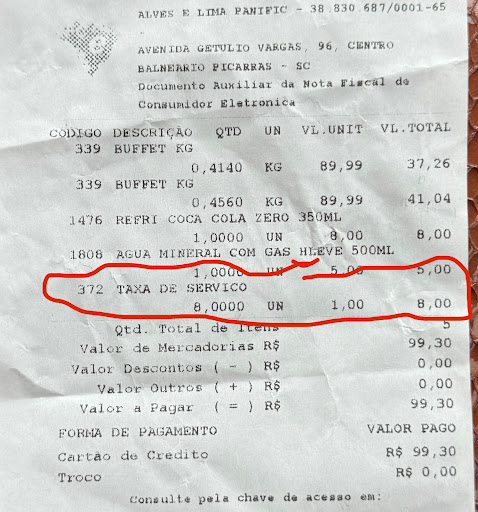 ALVES E LIMA PANIFIC - 38.830.687/0001-65
AVENIDA GETULIO VARGAS, 96, CENTRO
BALNEARIO PICARRAS - SC
Documento Auxiliar da Nota Fiscal de
Consumidor Eletronica
CODIGO DESCRIÇÃO QTD UN VL.UNIT VL.TOTAL
339 BUFFET KG
0,4140 KG 89,99 37,26
339 BUFFET KG
0,4560 KG 89,99 41,04
1476 REFRI COCA COLA ZERO 350ML
1,0000 UN 8,00 8,00
1808 AGUA MINERAL COM GAS HLEVE 500ML
1,0000 UN 5,00 5,00
372 TAXA DE SERVICO
8,0000 UN 1,00 8,00
Qtd. Total de Itens 5
Valor de Mercadorias R$ 99,30
Valor Descontos ( - ) R$ 0,00
Valor Outros ( + ) R$ 0,00
Valor a Pagar ( = ) R$ 99,30
FORMA DE PAGAMENTO VALOR PAGO
Cartão de Credito R$ 99,30
Troco R$ 0,00
Consulte pela chave de acesso em: